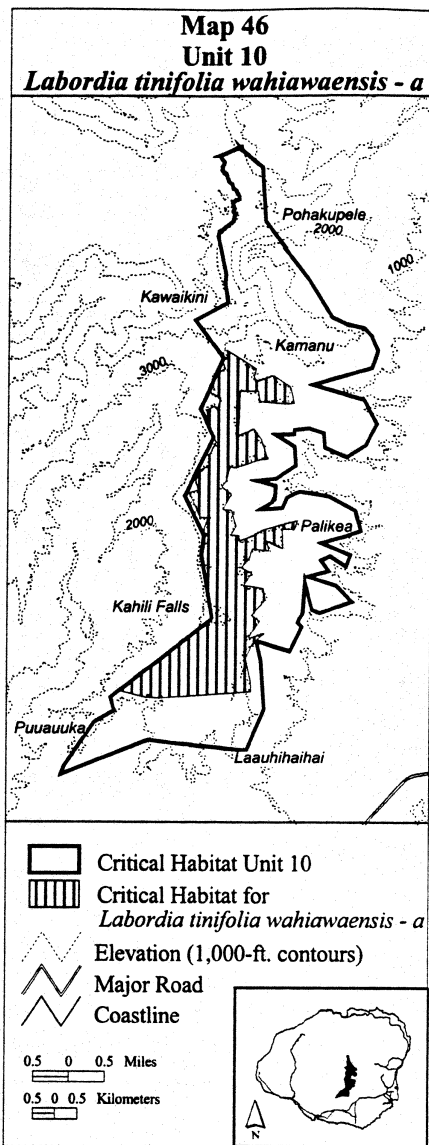 Map 46
Unit 10
Labordia tinifolia wahiawaensis - a
Pohakupele
2000
1000
Kawaikini
Kamanu
3000
2000
Palikea
Kahili Falls
Puuauuka
Laauhihaihai
Critical Habitat Unit 10
Critical Habitat for
Labordia tinifolia wahiawaensis - a
Elevation (1,000-ft. contours)
Major Road
Coastline
0.5 0 0.5 Miles
0.5 0 0.5 Kilometers
N